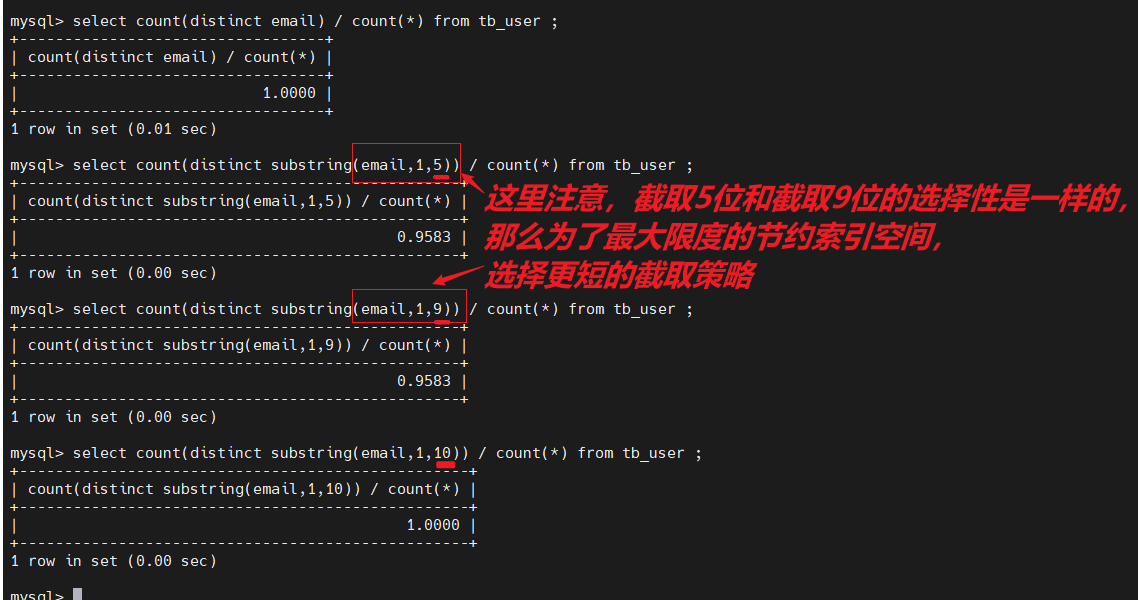 mysql> select count(distinct email) / count(*) from tb_user ;
+----------------------------------+
| count(distinct email) / count(*) |
+----------------------------------+
|                           1.0000 |
+----------------------------------+
1 row in set (0.01 sec)
mysql> select count(distinct substring(email,1,5)) / count(*) from tb_user ;
+-------------------------------------------------+
| count(distinct substring(email,1,5)) / count(*) |
+-------------------------------------------------+
|                                          0.9583 |
+-------------------------------------------------+
1 row in set (0.00 sec)
这里注意，截取5位和截取9位的选择性是一样的，
那么为了最大限度的节约索引空间，
选择更短的截取策略
mysql> select count(distinct substring(email,1,9)) / count(*) from tb_user ;
+-------------------------------------------------+
| count(distinct substring(email,1,9)) / count(*) |
+-------------------------------------------------+
|                                          0.9583 |
+-------------------------------------------------+
1 row in set (0.00 sec)
mysql> select count(distinct substring(email,1,10)) / count(*) from tb_user ;
+--------------------------------------------------+
| count(distinct substring(email,1,10)) / count(*) |
+--------------------------------------------------+
|                                           1.0000 |
+--------------------------------------------------+
1 row in set (0.00 sec)
mysql>